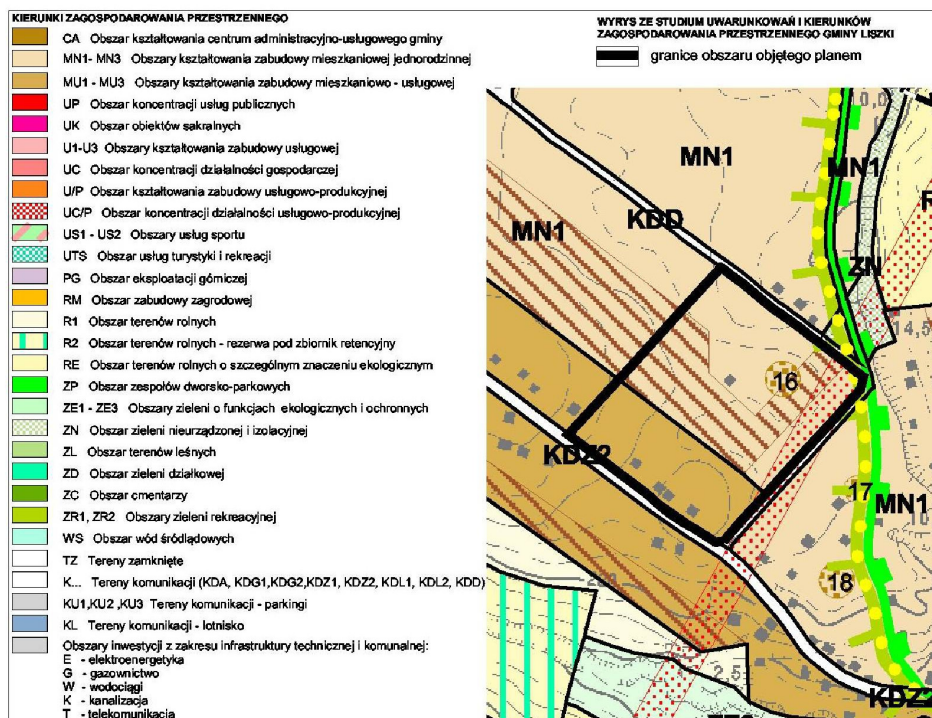 KIERUNKI ZAGOSPODAROWANIA PRZESTRZENNEGO
CA Obszar kształtowania centrum administracyjno-usługowego gminy
MN1- MN3 Obszary kształtowania zabudowy mieszkaniowej jednorodzinnej
MU1 - MU3 Obszary kształtowania zabudowy mieszkaniowo - usługowej
UP Obszar koncentracji usług publicznych
UK Obszar obiektów sakralnych
U1-U3 Obszary kształtowania zabudowy usługowej
UC Obszar koncentracji działalności gospodarczej
U/P Obszar kształtowania zabudowy usługowo-produkcyjnej
UC/P Obszar koncentracji działalności usługowo-produkcyjnej
US1 - US2 Obszary usług sportu
UTS Obszar usług turystyki i rekreacji
PG Obszar eksploatacji górniczej
RM Obszar zabudowy zagrodowej
R1 Obszar terenów rolnych
R2 Obszar terenów rolnych - rezerwa pod zbiornik retencyjny
RE Obszar terenów rolnych o szczególnym znaczeniu ekologicznym
ZP Obszar zespołów dworsko-parkowych
ZE1 - ZE3 Obszary zieleni o funkcjach ekologicznych i ochronnych
ZN Obszar zieleni nieurządzonej i izolacyjnej
ZL Obszar terenów leśnych
ZD Obszar zieleni działkowej
ZC Obszar cmentarzy
ZR1, ZR2 Obszary zieleni rekreacyjnej
WS Obszar wód śródlądowych
TZ Tereny zamknięte
K... Tereny komunikacji (KDA, KDG1,KDG2,KDZ1, KDZ2, KDL1, KDL2, KDD)
KU1,KU2 ,KU3 Tereny komunikacji - parkingi
KL Tereny komunikacji - lotnisko
Obszary inwestycji z zakresu infrastruktury technicznej i komunalnej:
E - elektroenergetyka
G - gazownictwo
W - wodociągi
K - kanalizacja
T - telekomunikacja
WYRYS ZE STUDIUM UWARUNKOWAŃ I KIERUNKÓW
ZAGOSPODAROWANIA PRZESTRZENNEGO GMINY LISZKI
granice obszaru objętego planem
10,0
MN1
MN1
R
MN1
KDD
ZN
14,5
16
KDZ2
17
MN1
18
2,5